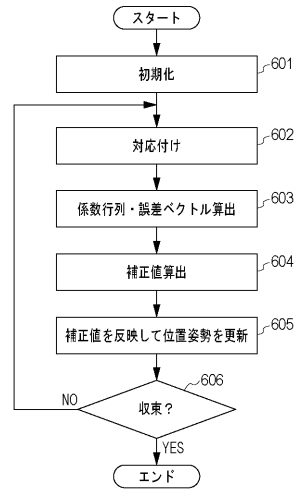 スタート
初期化
601
対応付け
602
係数行列・誤差ベクトル算出
603
補正値算出
604
補正値を反映して位置姿勢を更新
605
収束？
606
NO
YES
エンド